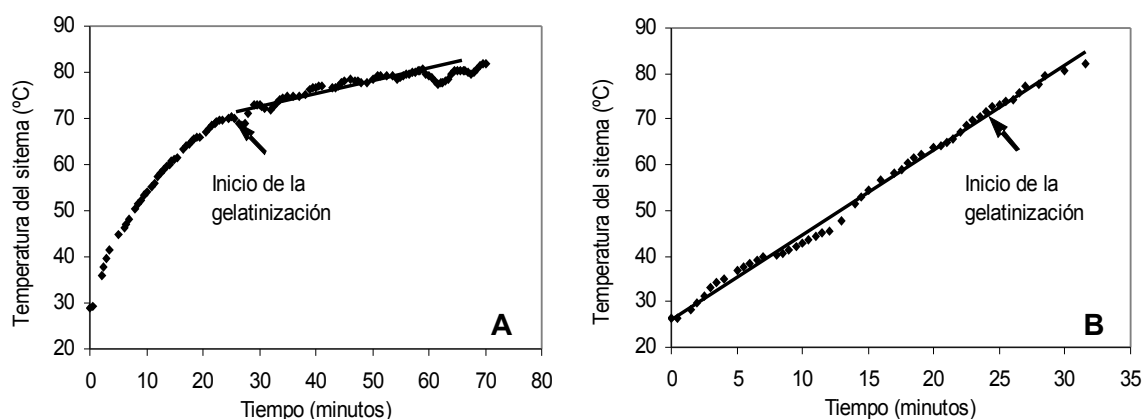 Temperatura del sitema (ºC)
90
80
70
60
50
40
30
20
Inicio de la
gelatinización
A
0 10 20 30 40 50 60 70 80
Tiempo (minutos)
Temperatura del sitema (ºC)
90
80
70
60
50
40
30
20
Inicio de la
gelatinización
B
0 5 10 15 20 25 30 35
Tiempo (minutos)